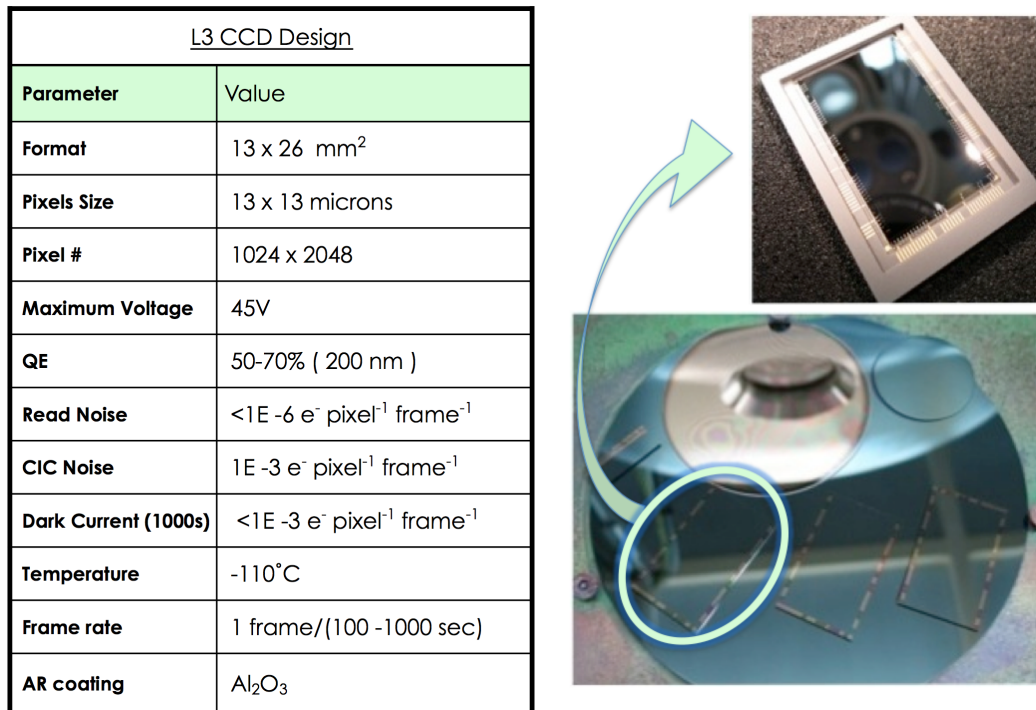 L3 CCD Design
Parameter Value
Format 13 x 26 mm²
Pixels Size 13 x 13 microns
Pixel # 1024 x 2048
Maximum Voltage 45V
QE 50-70% ( 200 nm )
Read Noise <1E -6 e⁻ pixel⁻¹ frame⁻¹
CIC Noise 1E -3 e⁻ pixel⁻¹ frame⁻¹
Dark Current (1000s) <1E -3 e⁻ pixel⁻¹ frame⁻¹
Temperature -110˚C
Frame rate 1 frame/(100 -1000 sec)
AR coating Al₂O₃